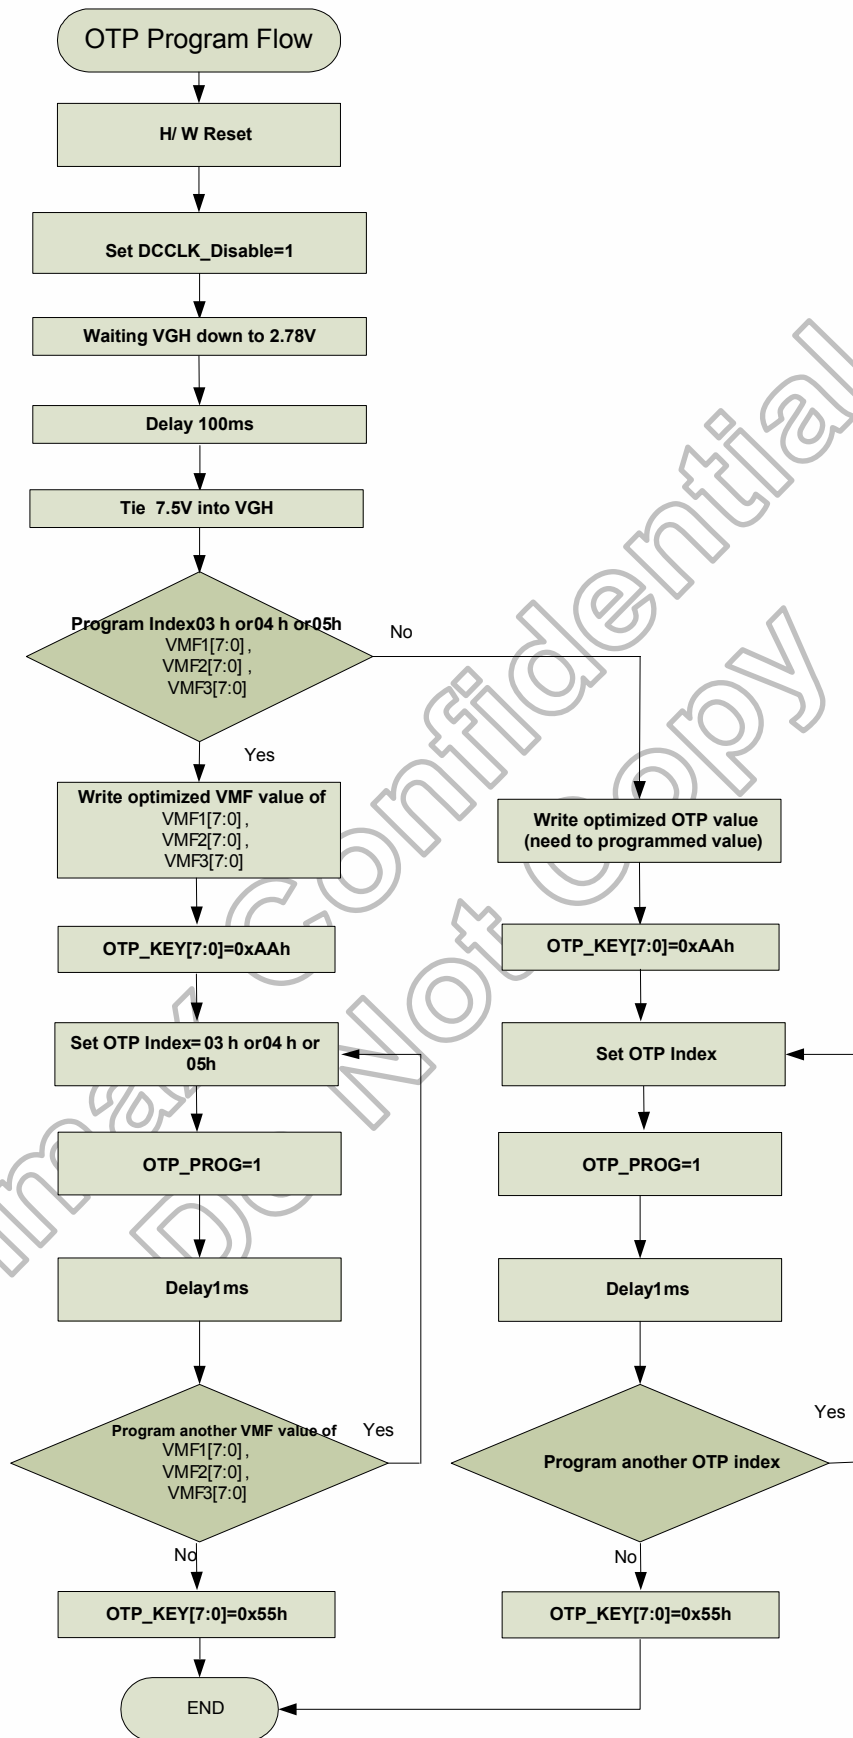 OTP Program Flow
H/ W Reset
Set DCCLK_Disable=1
Waiting VGH down to 2.78V
Delay 100ms
Tie 7.5V into VGH
Program Index03 h or04 h or05h
VMF1[7:0] ,
VMF2[7:0] ,
VMF3[7:0]
No
Yes
Write optimized VMF value of
VMF1[7:0] ,
VMF2[7:0] ,
VMF3[7:0]
OTP_KEY[7:0]=0xAAh
Set OTP Index= 03 h or04 h or
05h
OTP_PROG=1
Delay1ms
Program another VMF value of
VMF1[7:0] ,
VMF2[7:0] ,
VMF3[7:0]
Yes
No
OTP_KEY[7:0]=0x55h
Write optimized OTP value
(need to programmed value)
OTP_KEY[7:0]=0xAAh
Set OTP Index
OTP_PROG=1
Delay1ms
Program another OTP index
Yes
No
OTP_KEY[7:0]=0x55h
END
Confidential
Do Not Copy